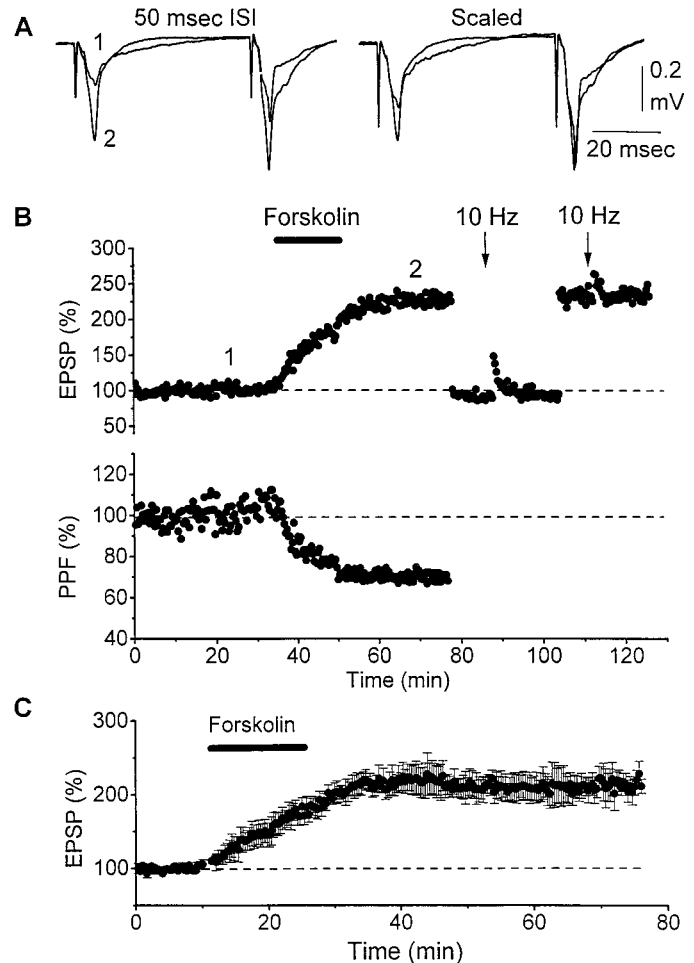 A
50 msec ISI
Scaled
1
2
0.2
mV
20 msec
B
Forskolin
10 Hz
10 Hz
300
250
200
150
100
50
EPSP (%)
1
2
120
100
80
60
40
PPF (%)
0 20 40 60 80 100 120
Time (min)
C
Forskolin
300
200
100
EPSP (%)
0 20 40 60 80
Time (min)